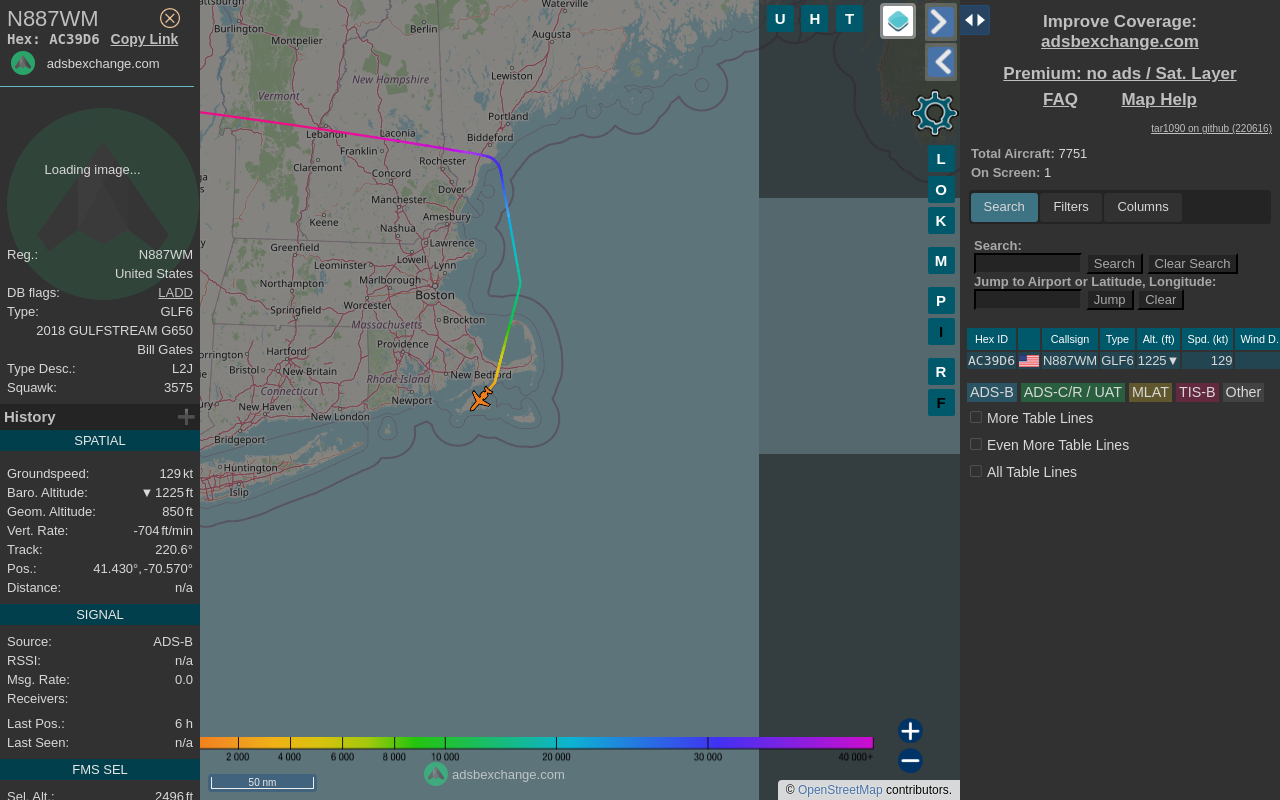 N887WM
Hex: AC39D6 Copy Link
adsbexchange.com
Loading image...
Reg.: N887WM
United States
DB flags: LADD
Type: GLF6
2018 GULFSTREAM G650
Bill Gates
Type Desc.: L2J
Squawk: 3575
History
SPATIAL
Groundspeed: 129 kt
Baro. Altitude: ▼ 1225 ft
Geom. Altitude: 850 ft
Vert. Rate: -704 ft/min
Track: 220.6°
Pos.: 41.430°, -70.570°
Distance: n/a
SIGNAL
Source: ADS-B
RSSI: n/a
Msg. Rate: 0.0
Receivers:
Last Pos.: 6 h
Last Seen: n/a
FMS SEL
Sel. Alt.: 2496 ft
Waterville
Burlington
Berlin
Montpelier
Augusta
Lewiston
New Hampshire
Vermont
Portland
Lebanon
Laconia
Biddeford
Franklin
Rochester
Claremont
Concord
Dover
Manchester
Amesbury
Keene
Nashua
Greenfield
Lawrence
Lowell
Leominster
Lynn
Northampton
Marlborough
Boston
Worcester
Springfield
Brockton
Massachusetts
Providence
Hartford
Bristol
New Britain
Rhode Island
New Bedford
Connecticut
Newport
New Haven
New London
Bridgeport
Huntington
Islip
U H T
L
O
K
M
P
I
R
F
2 000 4 000 6 000 8 000 10 000 20 000 30 000 40 000+
adsbexchange.com
50 nm
© OpenStreetMap contributors.
Improve Coverage:
adsbexchange.com
Premium: no ads / Sat. Layer
FAQ Map Help
tar1090 on github (220616)
Total Aircraft: 7751
On Screen: 1
Search Filters Columns
Search:
Search Clear Search
Jump to Airport or Latitude, Longitude:
Jump Clear
Hex ID Callsign Type Alt. (ft) Spd. (kt) Wind D.
AC39D6 N887WM GLF6 1225▼ 129
ADS-B ADS-C/R / UAT MLAT TIS-B Other
More Table Lines
Even More Table Lines
All Table Lines